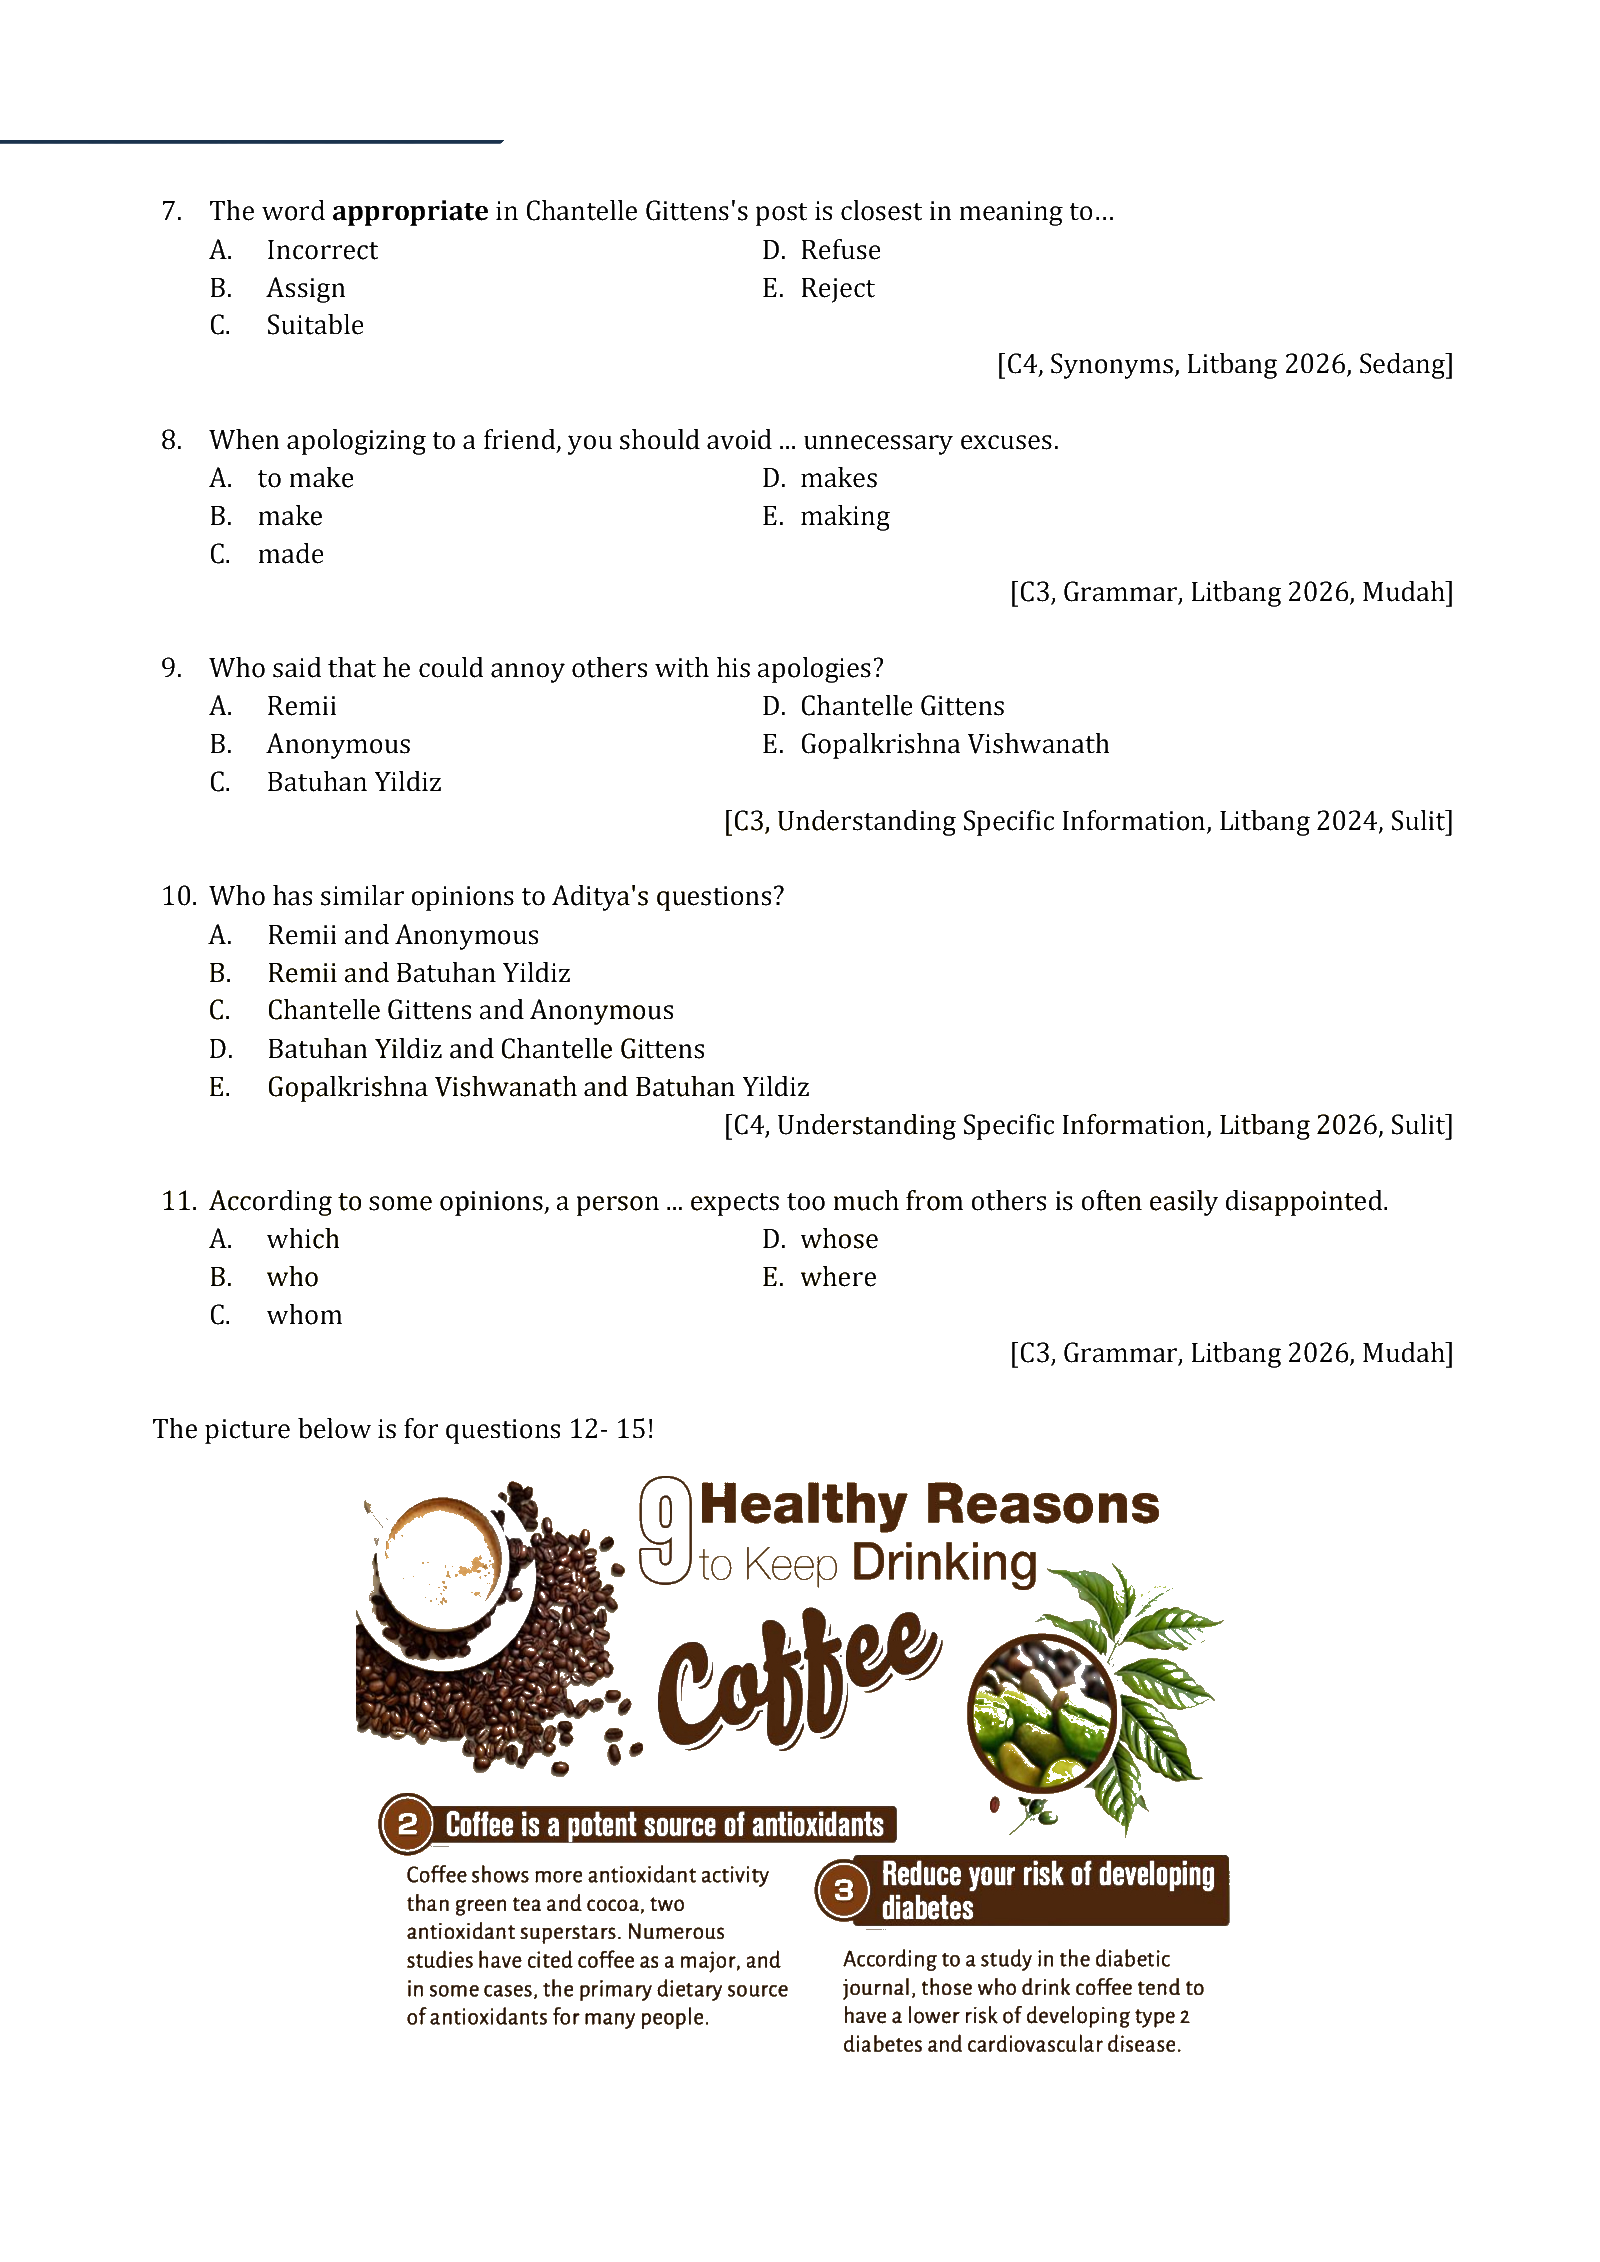 7. The word appropriate in Chantelle Gittens's post is closest in meaning to...
A. Incorrect
B. Assign
C. Suitable
D. Refuse
E. Reject
[C4, Synonyms, Litbang 2026, Sedang]
8. When apologizing to a friend, you should avoid ... unnecessary excuses.
A. to make
B. make
C. made
D. makes
E. making
[C3, Grammar, Litbang 2026, Mudah]
9. Who said that he could annoy others with his apologies?
A. Remii
B. Anonymous
C. Batuhan Yildiz
D. Chantelle Gittens
E. Gopalkrishna Vishwanath
[C3, Understanding Specific Information, Litbang 2024, Sulit]
10. Who has similar opinions to Aditya's questions?
A. Remii and Anonymous
B. Remii and Batuhan Yildiz
C. Chantelle Gittens and Anonymous
D. Batuhan Yildiz and Chantelle Gittens
E. Gopalkrishna Vishwanath and Batuhan Yildiz
[C4, Understanding Specific Information, Litbang 2026, Sulit]
11. According to some opinions, a person ... expects too much from others is often easily disappointed.
A. which
B. who
C. whom
D. whose
E. where
[C3, Grammar, Litbang 2026, Mudah]
The picture below is for questions 12- 15!
9 Healthy Reasons
to Keep Drinking
Coffee
2 Coffee is a potent source of antioxidants
Coffee shows more antioxidant activity
than green tea and cocoa, two
antioxidant superstars. Numerous
studies have cited coffee as a major, and
in some cases, the primary dietary source
of antioxidants for many people.
3 Reduce your risk of developing
diabetes
According to a study in the diabetic
journal, those who drink coffee tend to
have a lower risk of developing type 2
diabetes and cardiovascular disease.